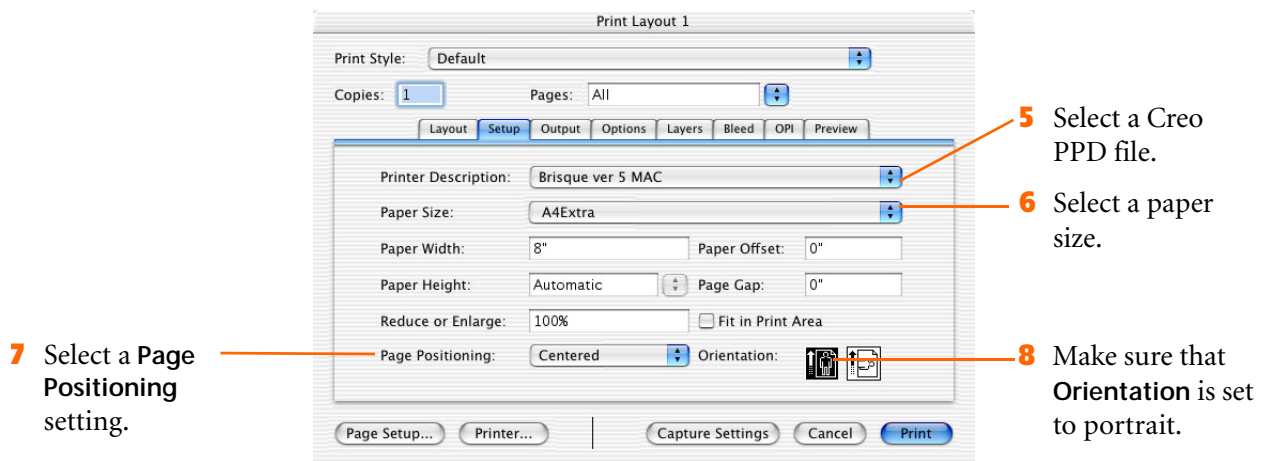 Print Layout 1
Print Style: Default
Copies: 1 Pages: All
Layout Setup Output Options Layers Bleed OPI Preview
Printer Description: Brisque ver 5 MAC
Paper Size: A4Extra
Paper Width: 8" Paper Offset: 0"
Paper Height: Automatic Page Gap: 0"
Reduce or Enlarge: 100% Fit in Print Area
Page Positioning: Centered Orientation:
Page Setup... Printer... Capture Settings Cancel Print
5 Select a Creo
PPD file.
6 Select a paper
size.
7 Select a Page
Positioning
setting.
8 Make sure that
Orientation is set
to portrait.